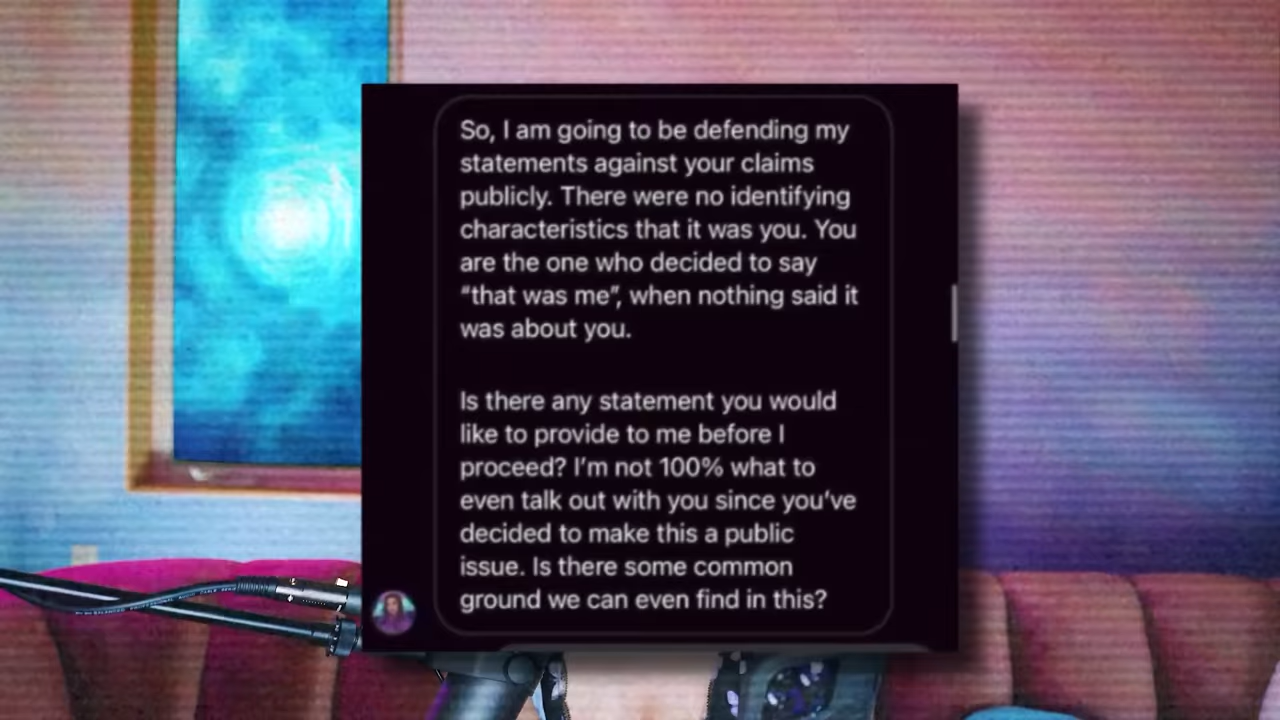 So, I am going to be defending my
statements against your claims
publicly. There were no identifying
characteristics that it was you. You
are the one who decided to say
“that was me”, when nothing said it
was about you.
Is there any statement you would
like to provide to me before I
proceed? I’m not 100% what to
even talk out with you since you’ve
decided to make this a public
issue. Is there some common
ground we can even find in this?